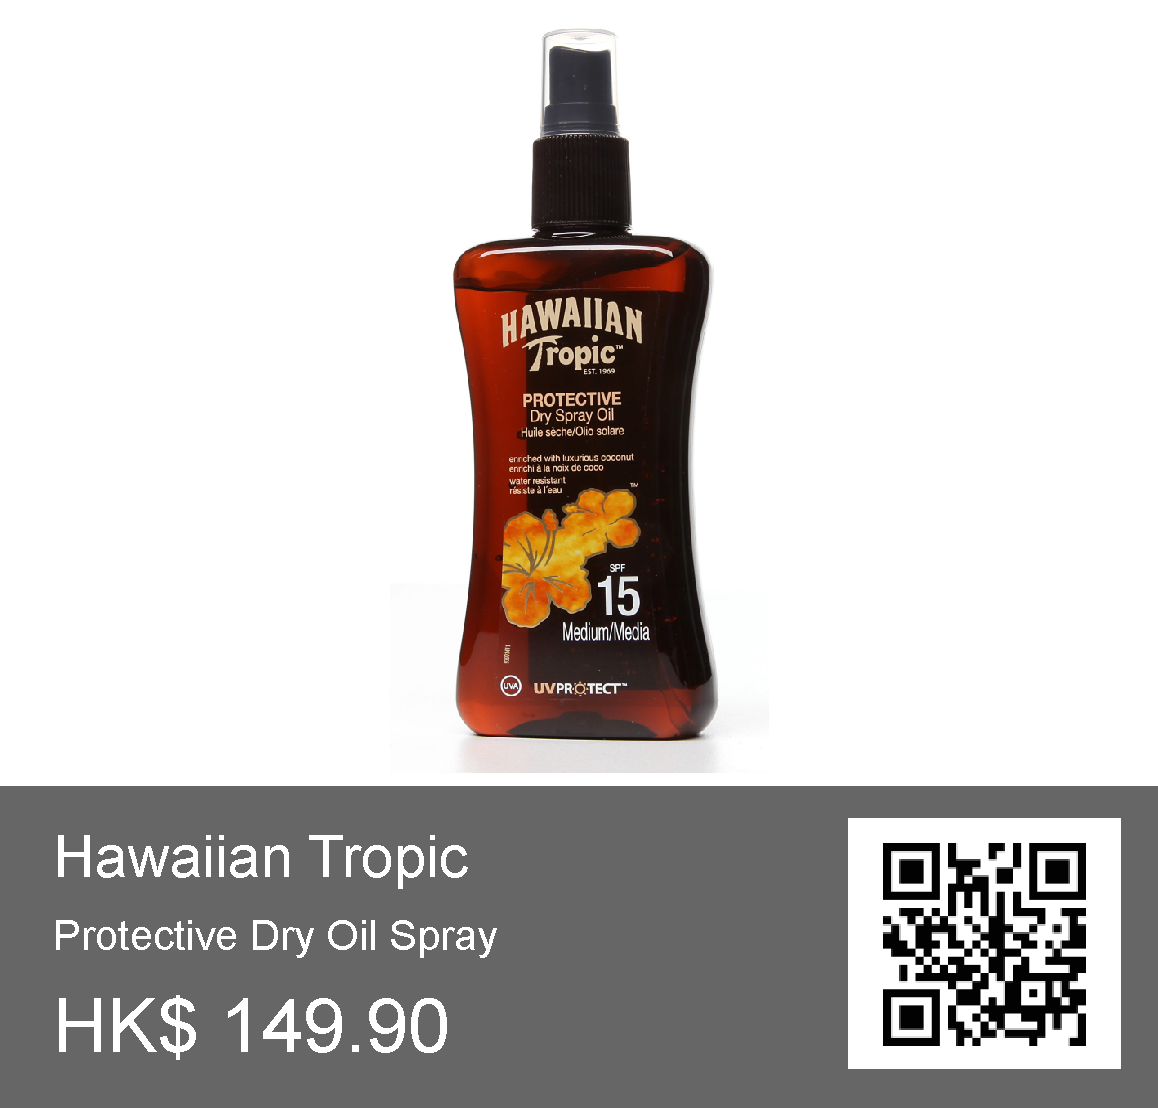 HAWAIIAN
Tropic™
EST. 1969
PROTECTIVE
Dry Spray Oil
Huile sèche/Olio solare
enriched with luxurious coconut
enrichi à la noix de coco
water resistant
résiste à l'eau
™
SPF
15
Medium/Media
UVA
UVPROTECT™
Hawaiian Tropic
Protective Dry Oil Spray
HK$ 149.90